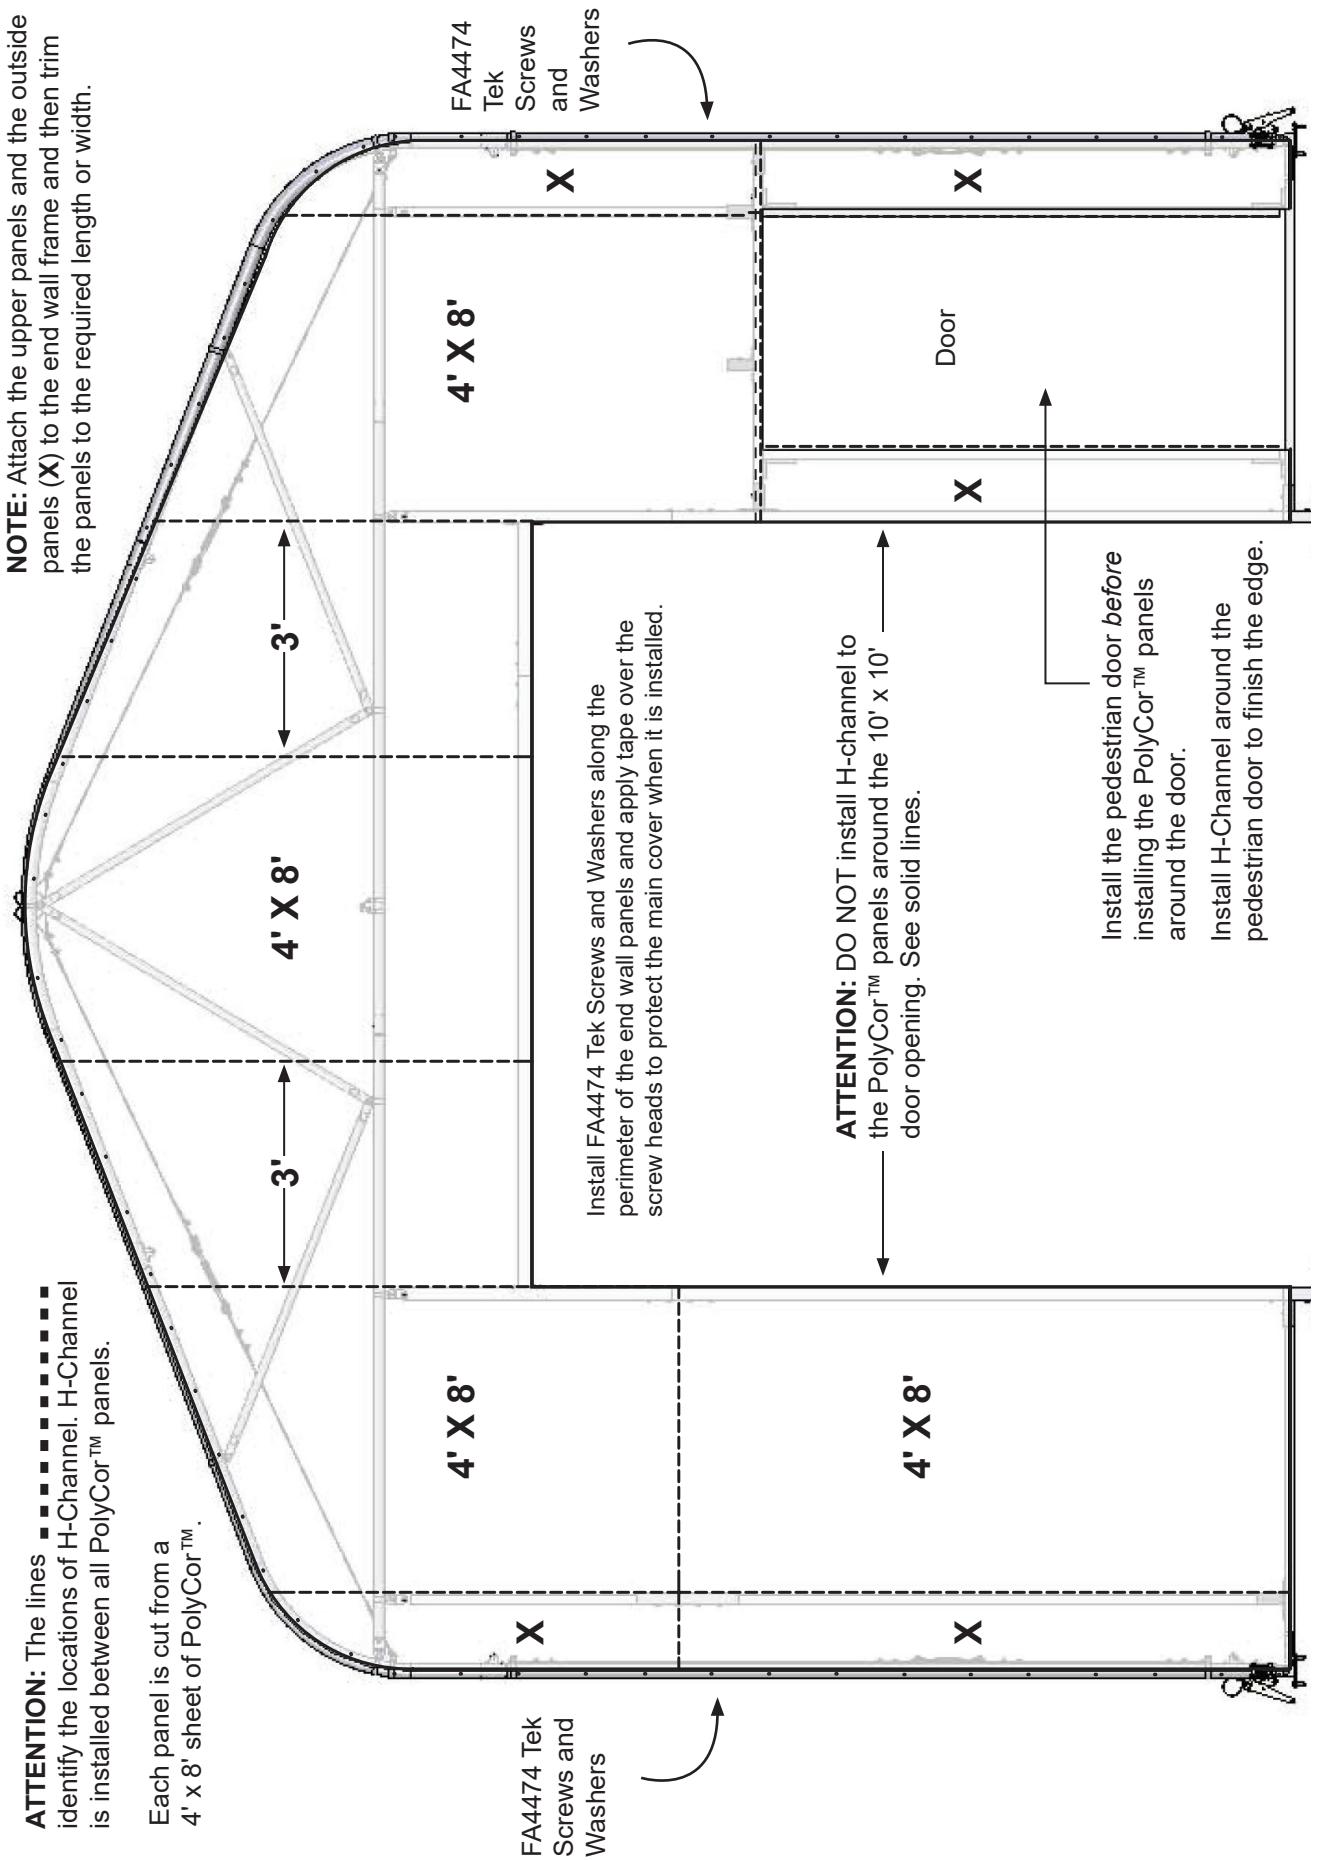 ATTENTION: The lines
identify the locations of H-Channel. H-Channel
is installed between all PolyCor™ panels.
Each panel is cut from a
4' x 8' sheet of PolyCor™.
NOTE: Attach the upper panels and the outside
panels (X) to the end wall frame and then trim
the panels to the required length or width.
3'
4' X 8'
3'
FA4474 Tek
Screws and
Washers
FA4474
Tek
Screws
and
Washers
4' X 8'
4' X 8'
X
X
Install FA4474 Tek Screws and Washers along the
perimeter of the end wall panels and apply tape over the
screw heads to protect the main cover when it is installed.
ATTENTION: DO NOT install H-channel to
the PolyCor™ panels around the 10' x 10'
door opening. See solid lines.
4' X 8'
Door
X
X
X
Install the pedestrian door before
installing the PolyCor™ panels
around the door.
Install H-Channel around the
pedestrian door to finish the edge.